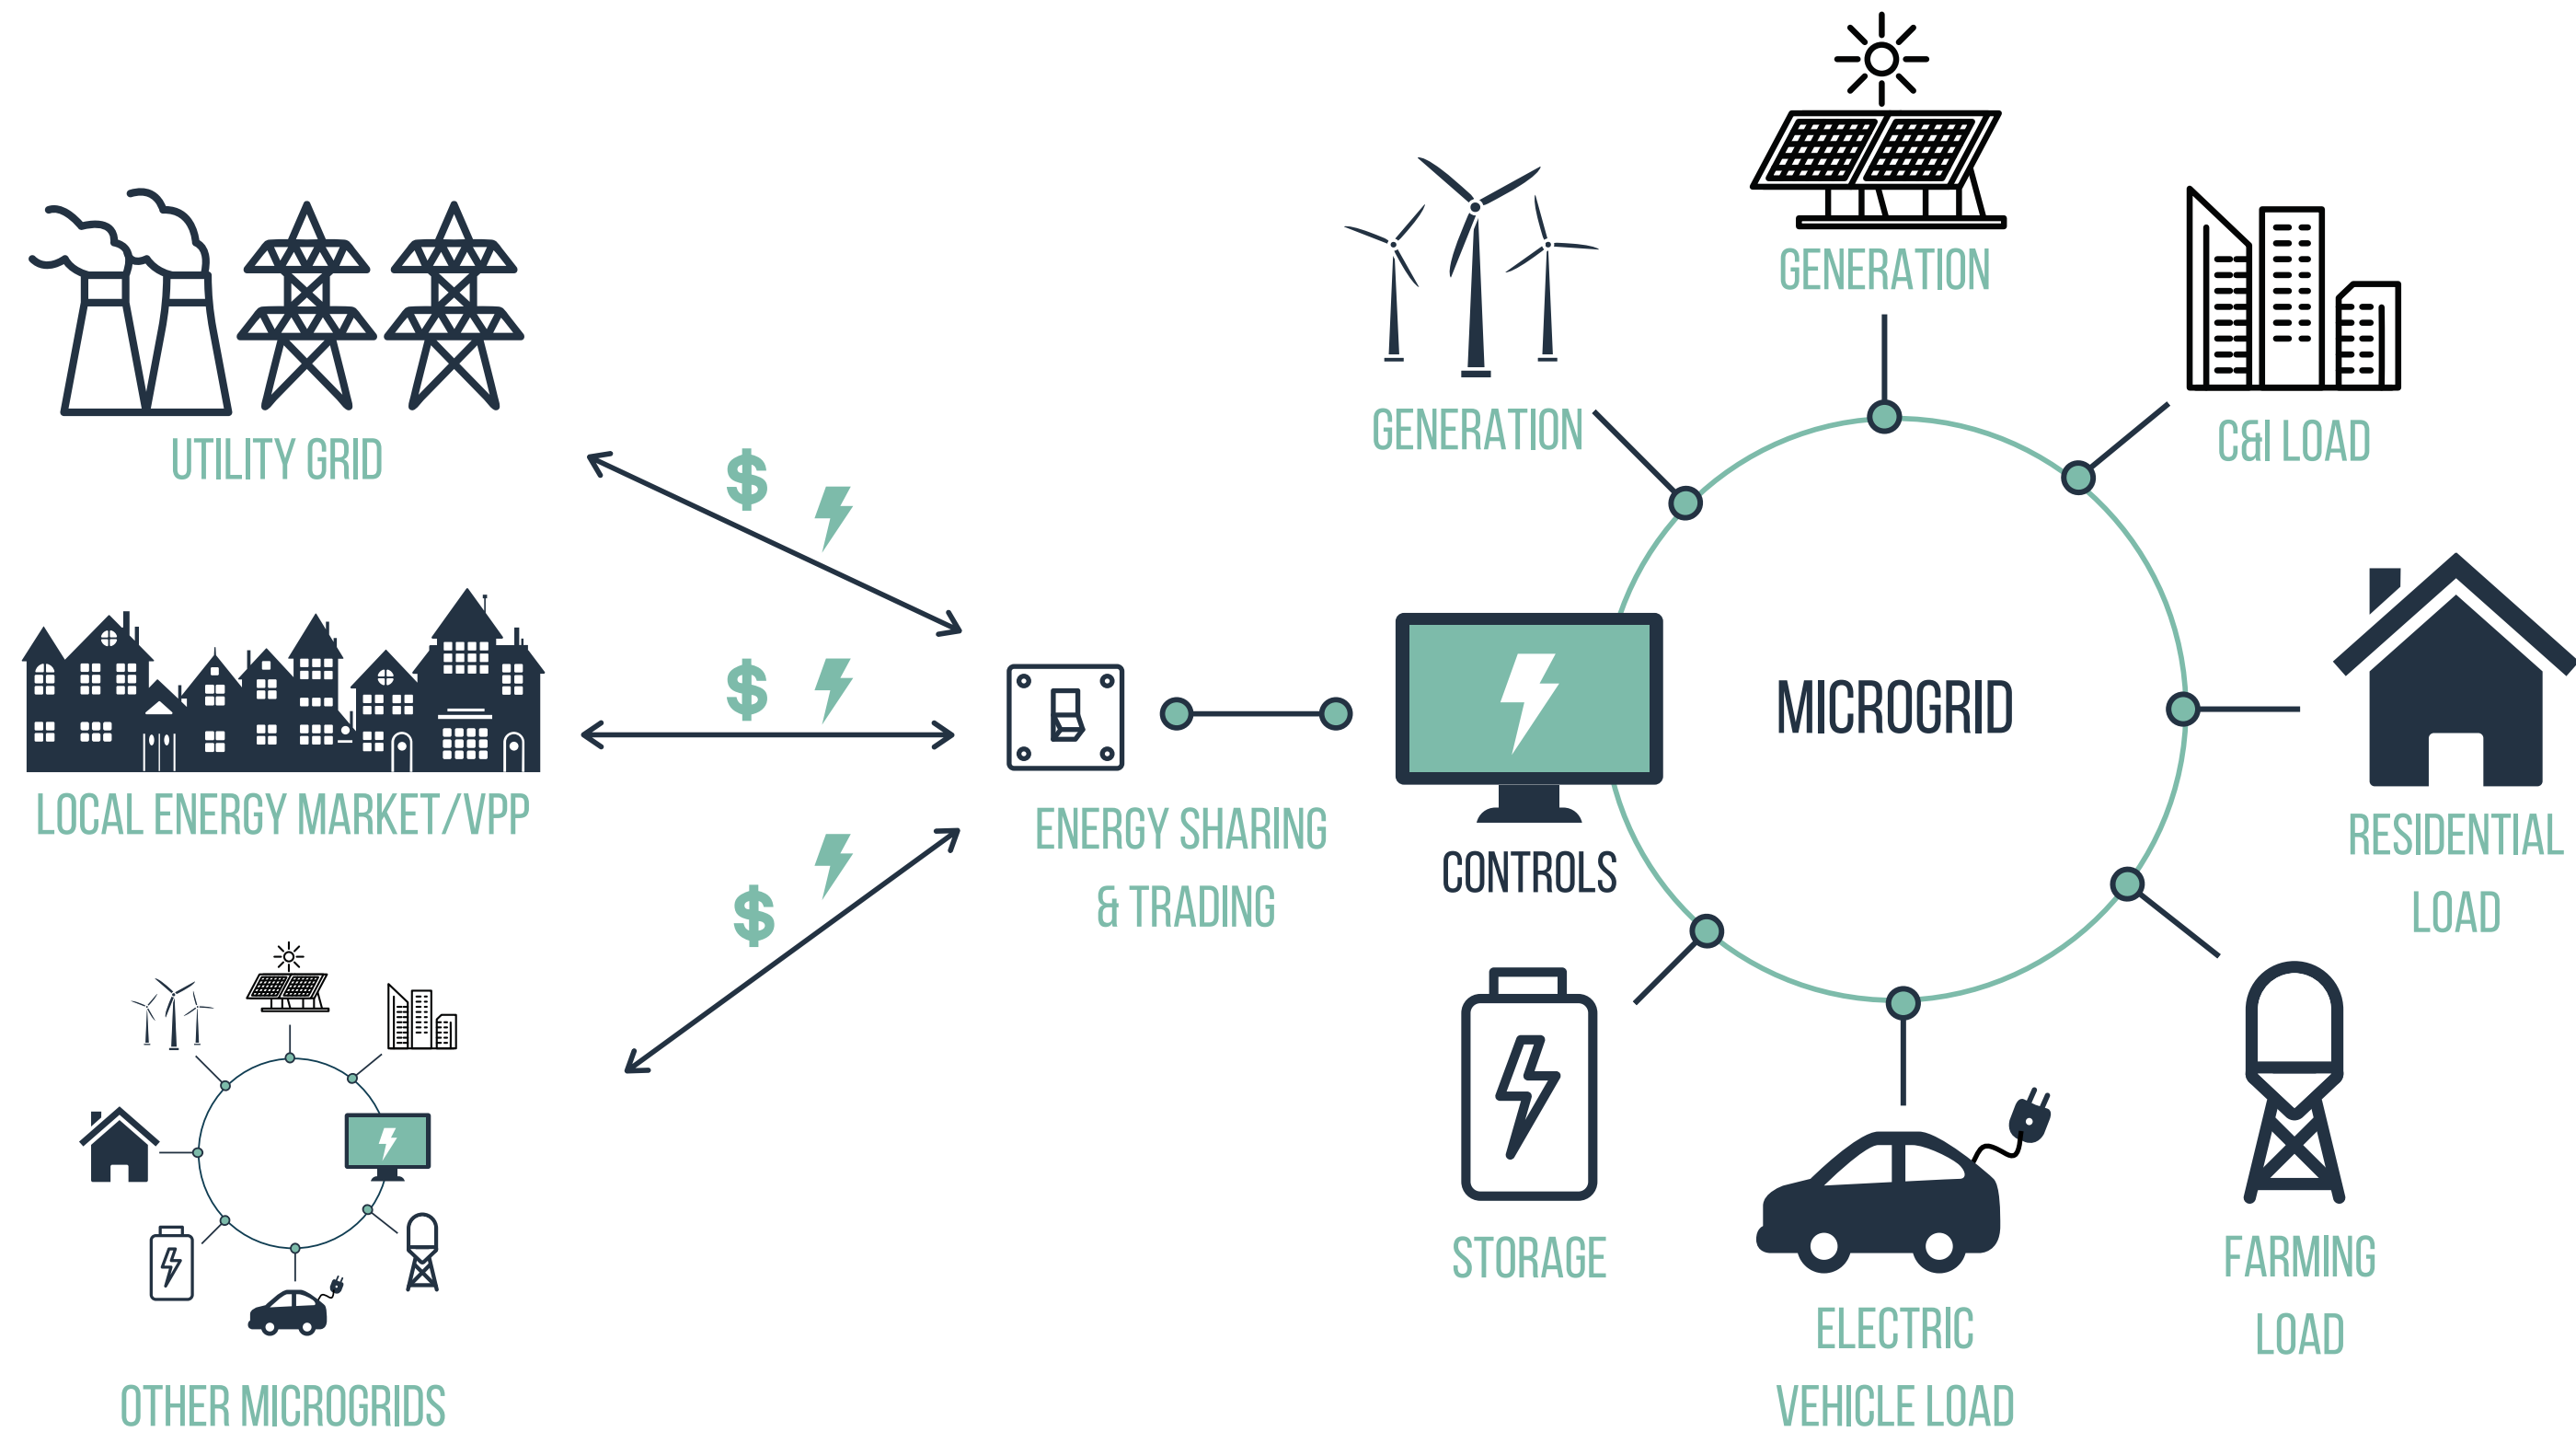 GENERATION
GENERATION
C&I LOAD
UTILITY GRID
$
$
MICROGRID
LOCAL ENERGY MARKET/VPP
ENERGY SHARING
& TRADING
CONTROLS
RESIDENTIAL
LOAD
$
STORAGE
FARMING
LOAD
ELECTRIC
VEHICLE LOAD
OTHER MICROGRIDS